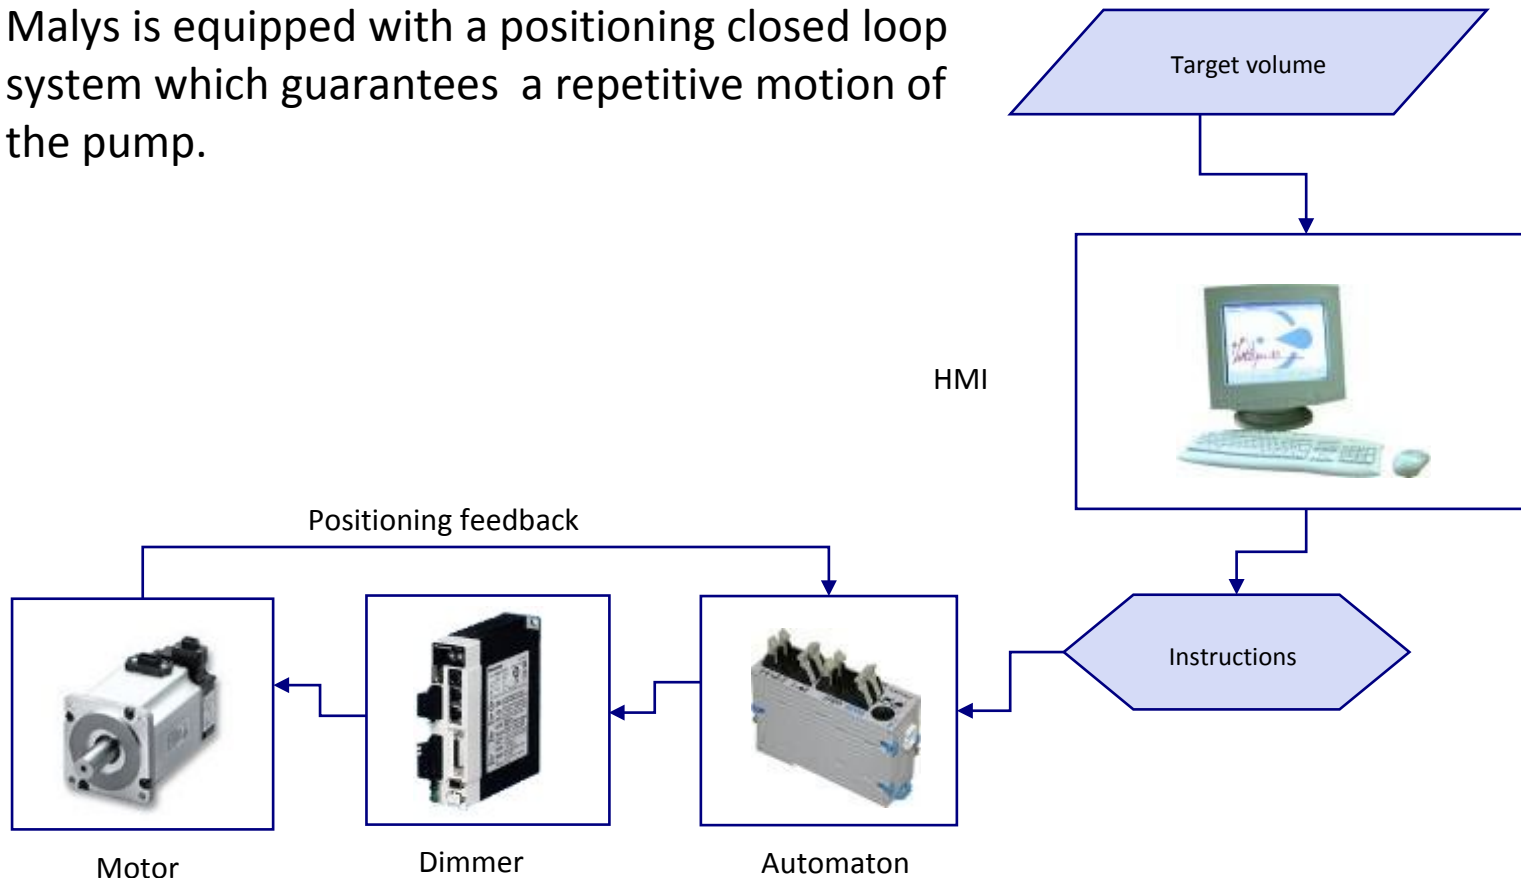 Malys is equipped with a positioning closed loop
system which guarantees  a repetitive motion of
the pump.
Target volume
HMI
Positioning feedback
Instructions
Motor
Dimmer
Automaton